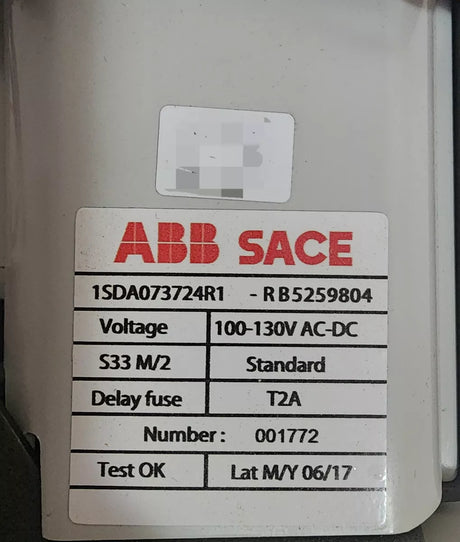 ABB SACE
1SDA073724R1 - RB5259804
Voltage 100-130V AC-DC
S33 M/2 Standard
Delay fuse T2A
Number: 001772
Test OK Lat M/Y 06/17